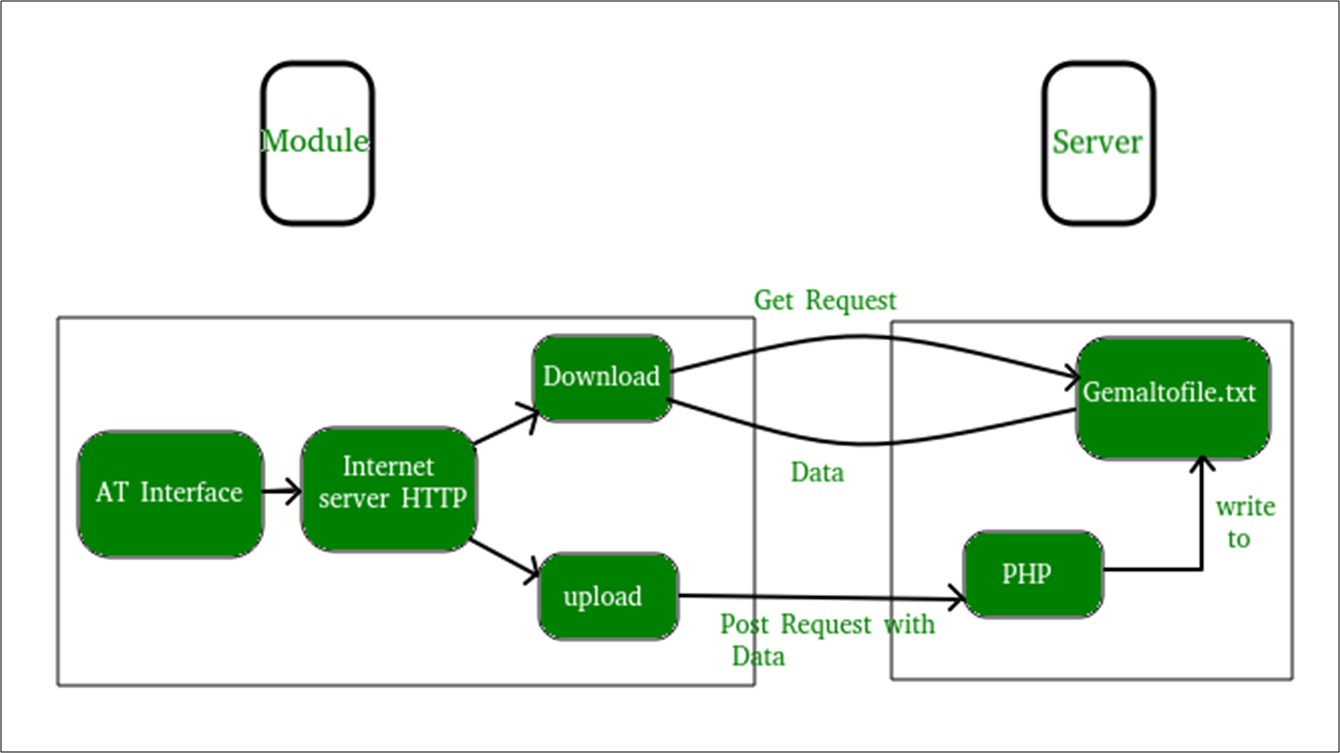 Module
Server
Get Request
Download
Gemaltofile.txt
Internet
server HTTP
AT Interface
Data
write
to
PHP
upload
Post Request with
Data